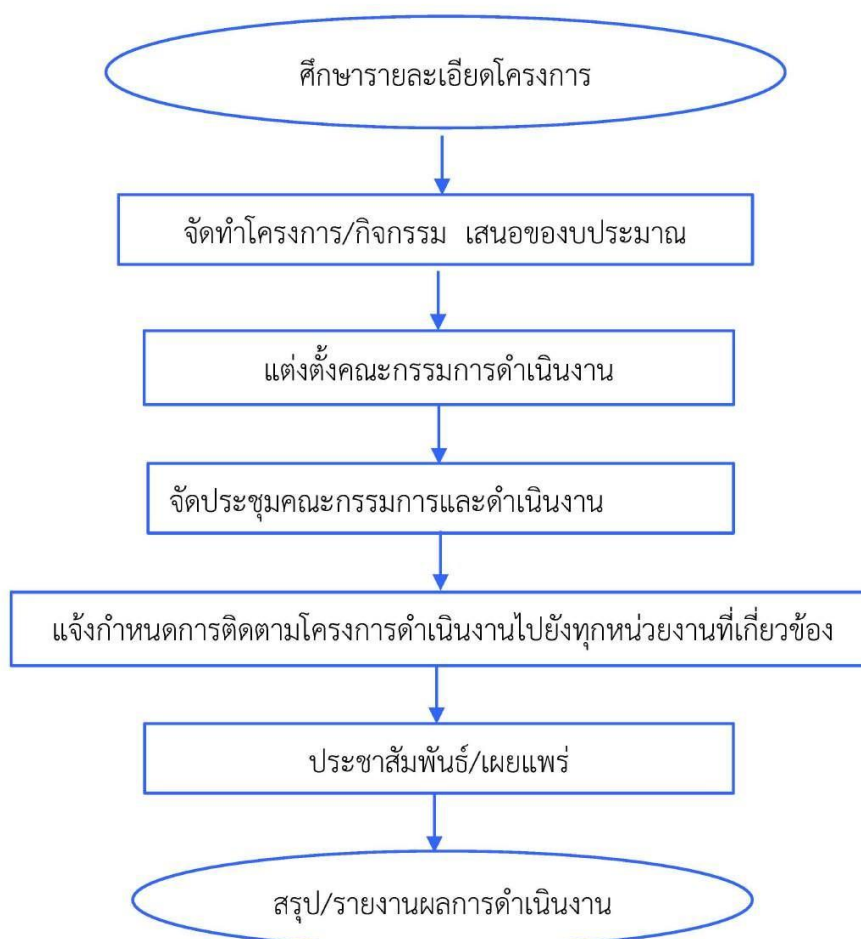 ศึกษารายละเอียดโครงการ
จัดทำโครงการ/กิจกรรม เสนอของบประมาณ
แต่งตั้งคณะกรรมการดำเนินงาน
จัดประชุมคณะกรรมการและดำเนินงาน
แจ้งกำหนดการติดตามโครงการดำเนินงานไปยังทุกหน่วยงานที่เกี่ยวข้อง
ประชาสัมพันธ์/เผยแพร่
สรุป/รายงานผลการดำเนินงาน